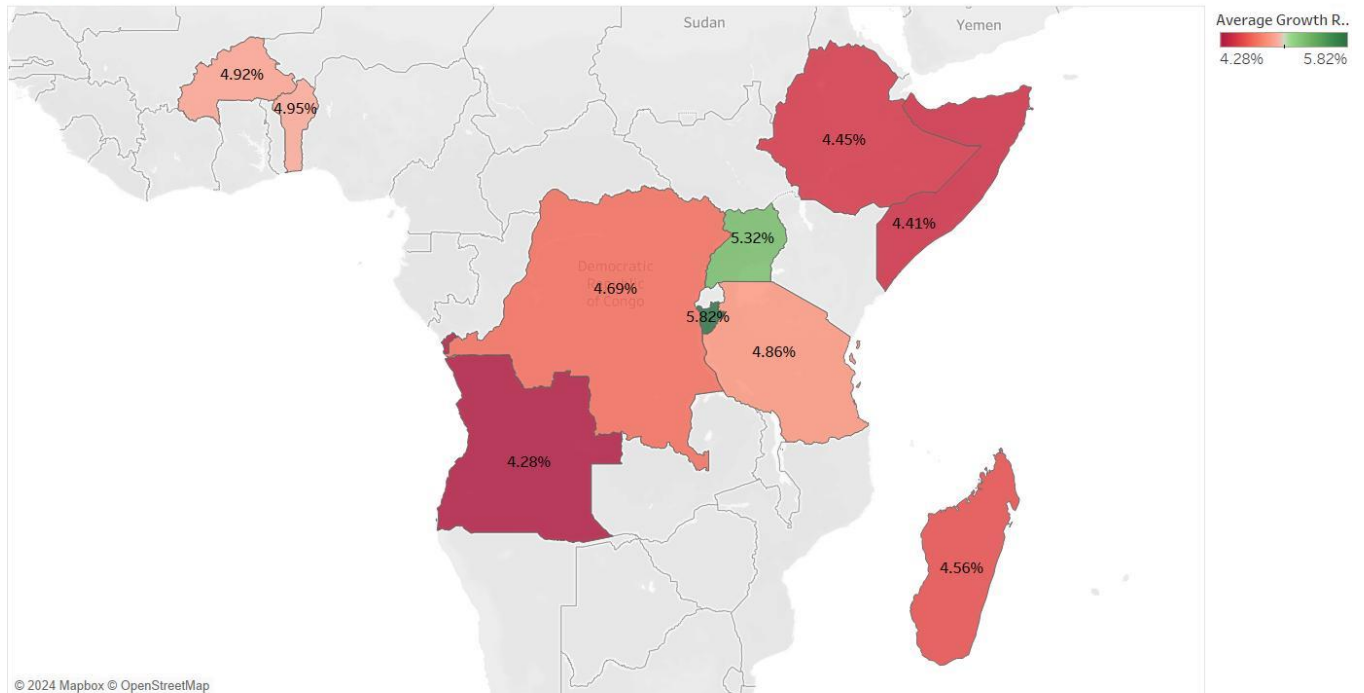 Sudan
Yemen
Average Growth R..
4.28%
5.82%
4.92%
4.95%
4.45%
4.41%
5.32%
Democratic
Republic
of Congo
4.69%
5.82%
4.86%
4.28%
4.56%
© 2024 Mapbox © OpenStreetMap